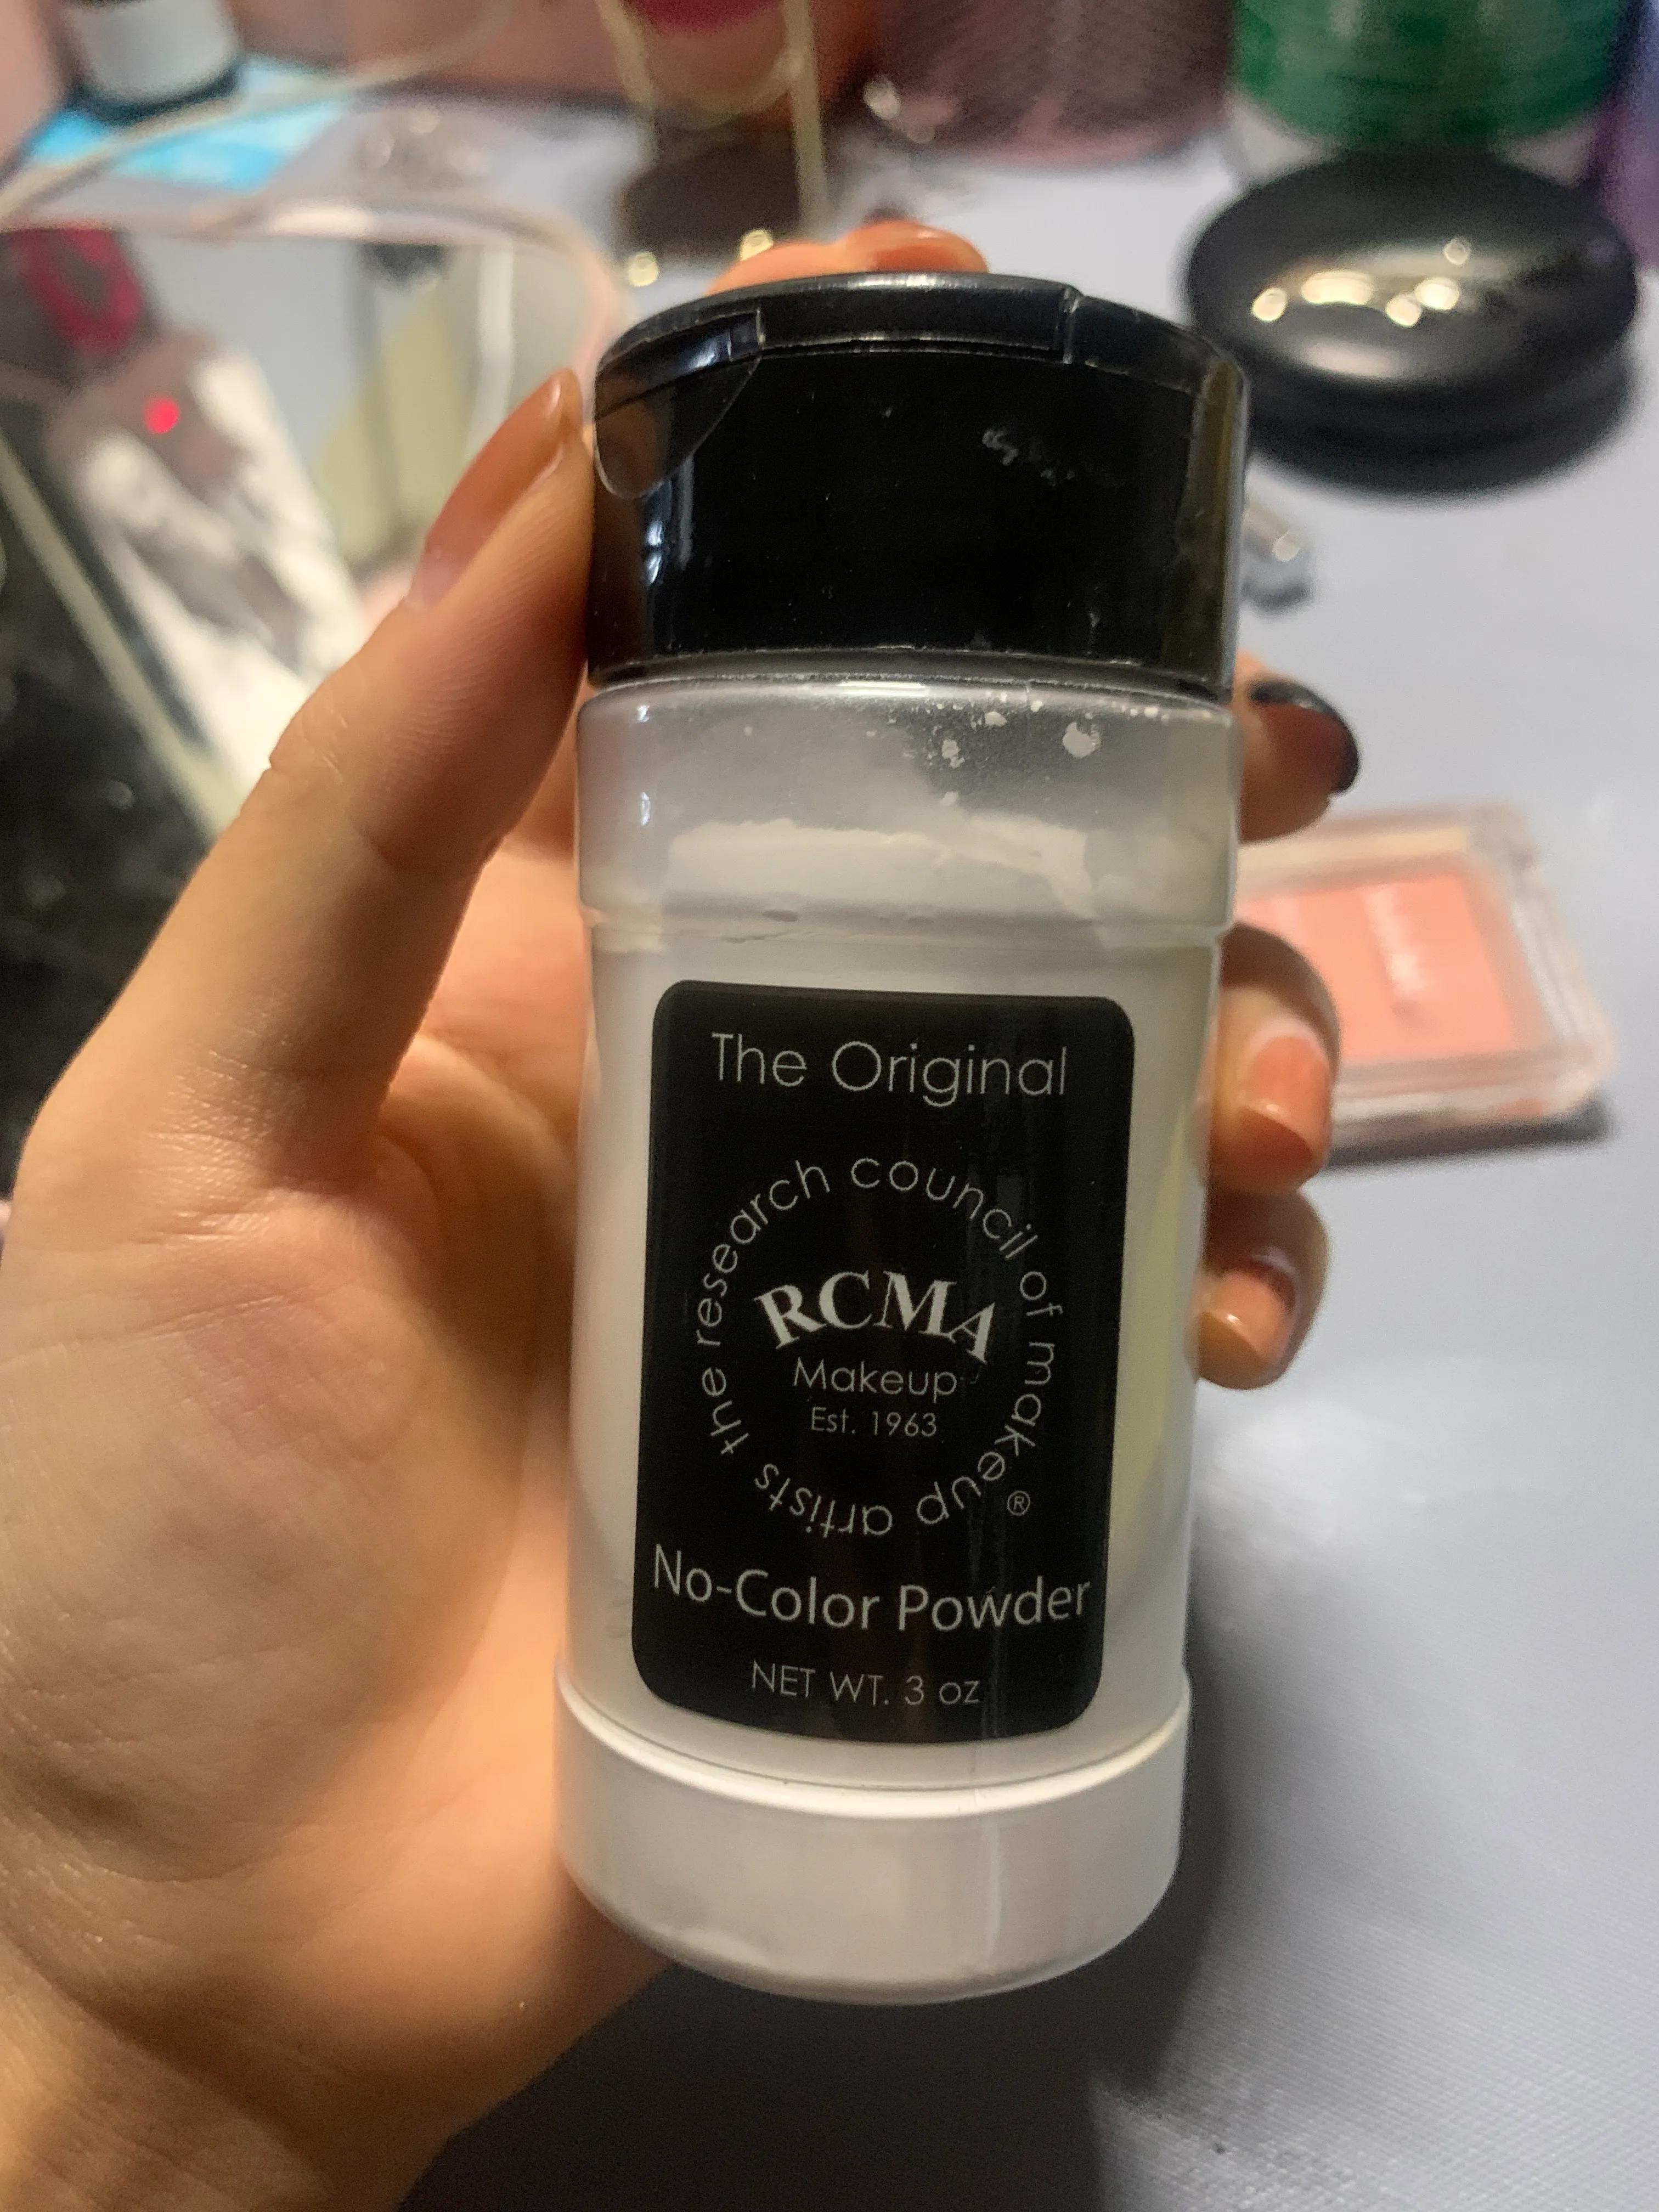 The Original
the research council of makeup artists
RCMA
Makeup
Est. 1963
®
No-Color Powder
NET WT. 3 oz